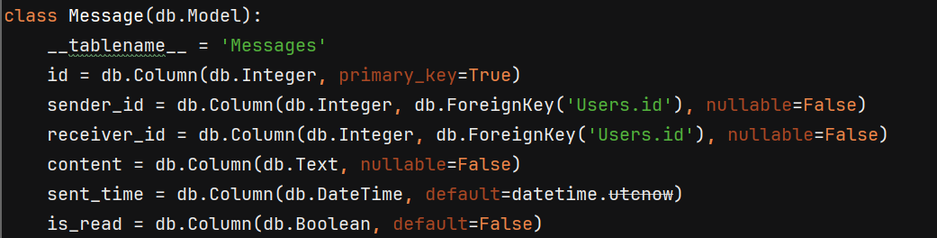 class Message(db.Model):
    __tablename__ = 'Messages'
    id = db.Column(db.Integer, primary_key=True)
    sender_id = db.Column(db.Integer, db.ForeignKey('Users.id'), nullable=False)
    receiver_id = db.Column(db.Integer, db.ForeignKey('Users.id'), nullable=False)
    content = db.Column(db.Text, nullable=False)
    sent_time = db.Column(db.DateTime, default=datetime.utcnow)
    is_read = db.Column(db.Boolean, default=False)